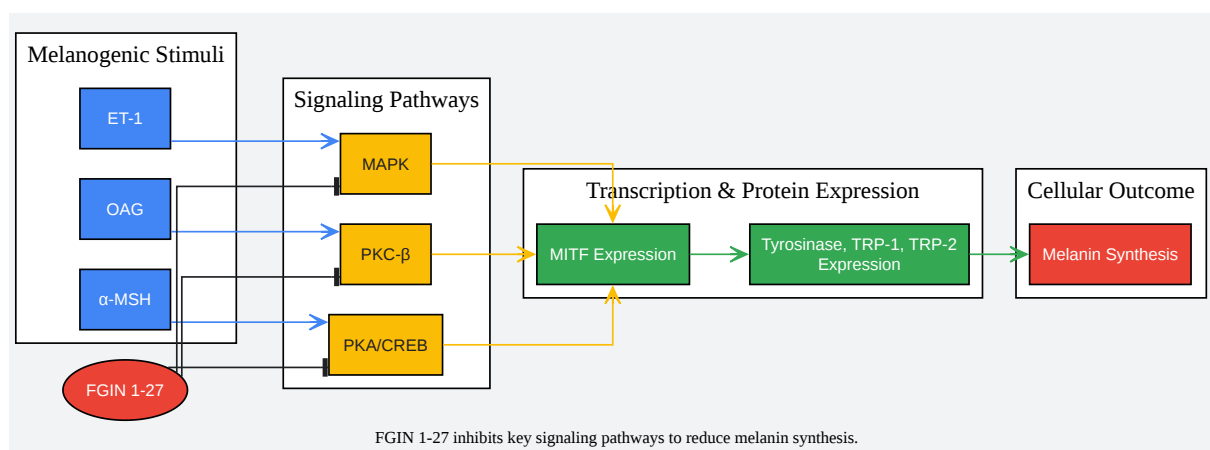 Melanogenic Stimuli
ET-1
OAG
α-MSH
FGIN 1-27
Signaling Pathways
MAPK
PKC-β
PKA/CREB
Transcription & Protein Expression
MITF Expression
Tyrosinase, TRP-1, TRP-2
Expression
Cellular Outcome
Melanin Synthesis
FGIN 1-27 inhibits key signaling pathways to reduce melanin synthesis.